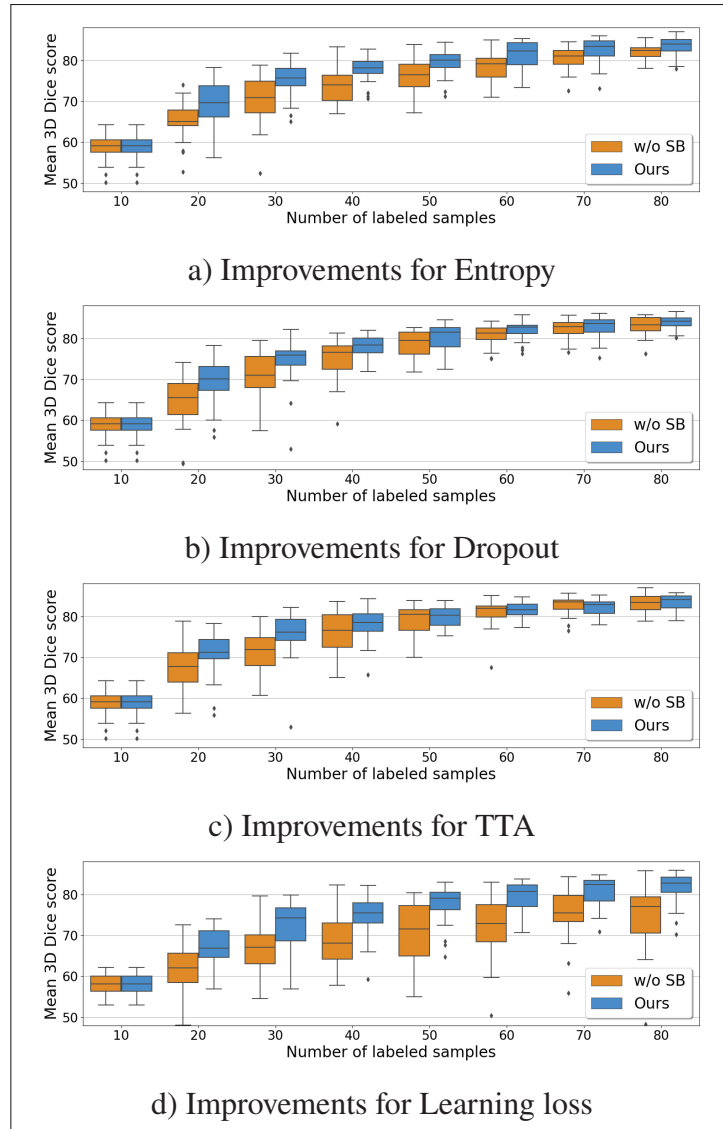 Mean 3D Dice score
80
70
60
50
w/o SB
Ours
10 20 30 40 50 60 70 80
Number of labeled samples
a) Improvements for Entropy
Mean 3D Dice score
80
70
60
50
w/o SB
Ours
10 20 30 40 50 60 70 80
Number of labeled samples
b) Improvements for Dropout
Mean 3D Dice score
80
70
60
50
w/o SB
Ours
10 20 30 40 50 60 70 80
Number of labeled samples
c) Improvements for TTA
Mean 3D Dice score
80
70
60
50
w/o SB
Ours
10 20 30 40 50 60 70 80
Number of labeled samples
d) Improvements for Learning loss